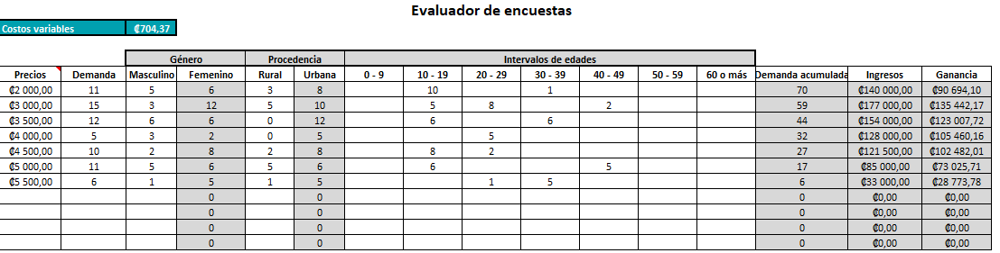 Evaluador de encuestas
Costos variables ₡704,37
Género Procedencia Intervalos de edades
Precios Demanda Masculino Femenino Rural Urbana 0 - 9 10 - 19 20 - 29 30 - 39 40 - 49 50 - 59 60 o más Demanda acumulada Ingresos Ganancia
₡2 000,00 11 5 6 3 8 10 1 70 ₡140 000,00 ₡90 694,10
₡3 000,00 15 3 12 5 10 5 8 2 59 ₡177 000,00 ₡135 442,17
₡3 500,00 12 6 6 0 12 6 6 44 ₡154 000,00 ₡123 007,72
₡4 000,00 5 3 2 0 5 5 32 ₡128 000,00 ₡105 460,16
₡4 500,00 10 2 8 2 8 8 2 27 ₡121 500,00 ₡102 482,01
₡5 000,00 11 5 6 5 6 6 5 17 ₡85 000,00 ₡73 025,71
₡5 500,00 6 1 5 1 5 1 5 6 ₡33 000,00 ₡28 773,78
0 0 0 ₡0,00 ₡0,00
0 0 0 ₡0,00 ₡0,00
0 0 0 ₡0,00 ₡0,00
0 0 0 ₡0,00 ₡0,00